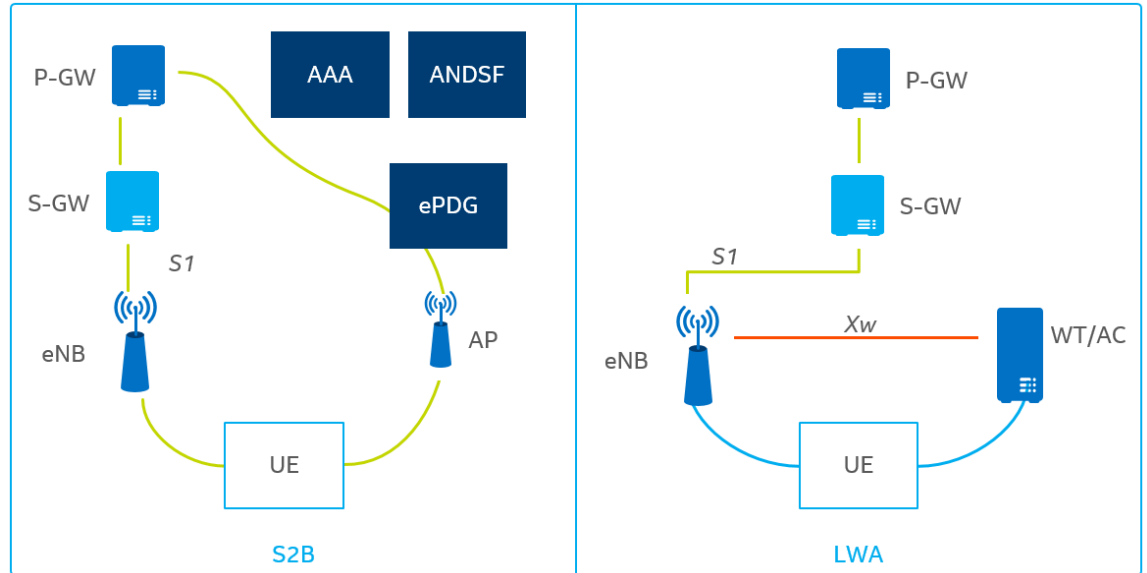 P-GW
AAA
ANDSF
S-GW
ePDG
S1
eNB
AP
UE
S2B
P-GW
S-GW
S1
Xw
WT/AC
eNB
UE
LWA